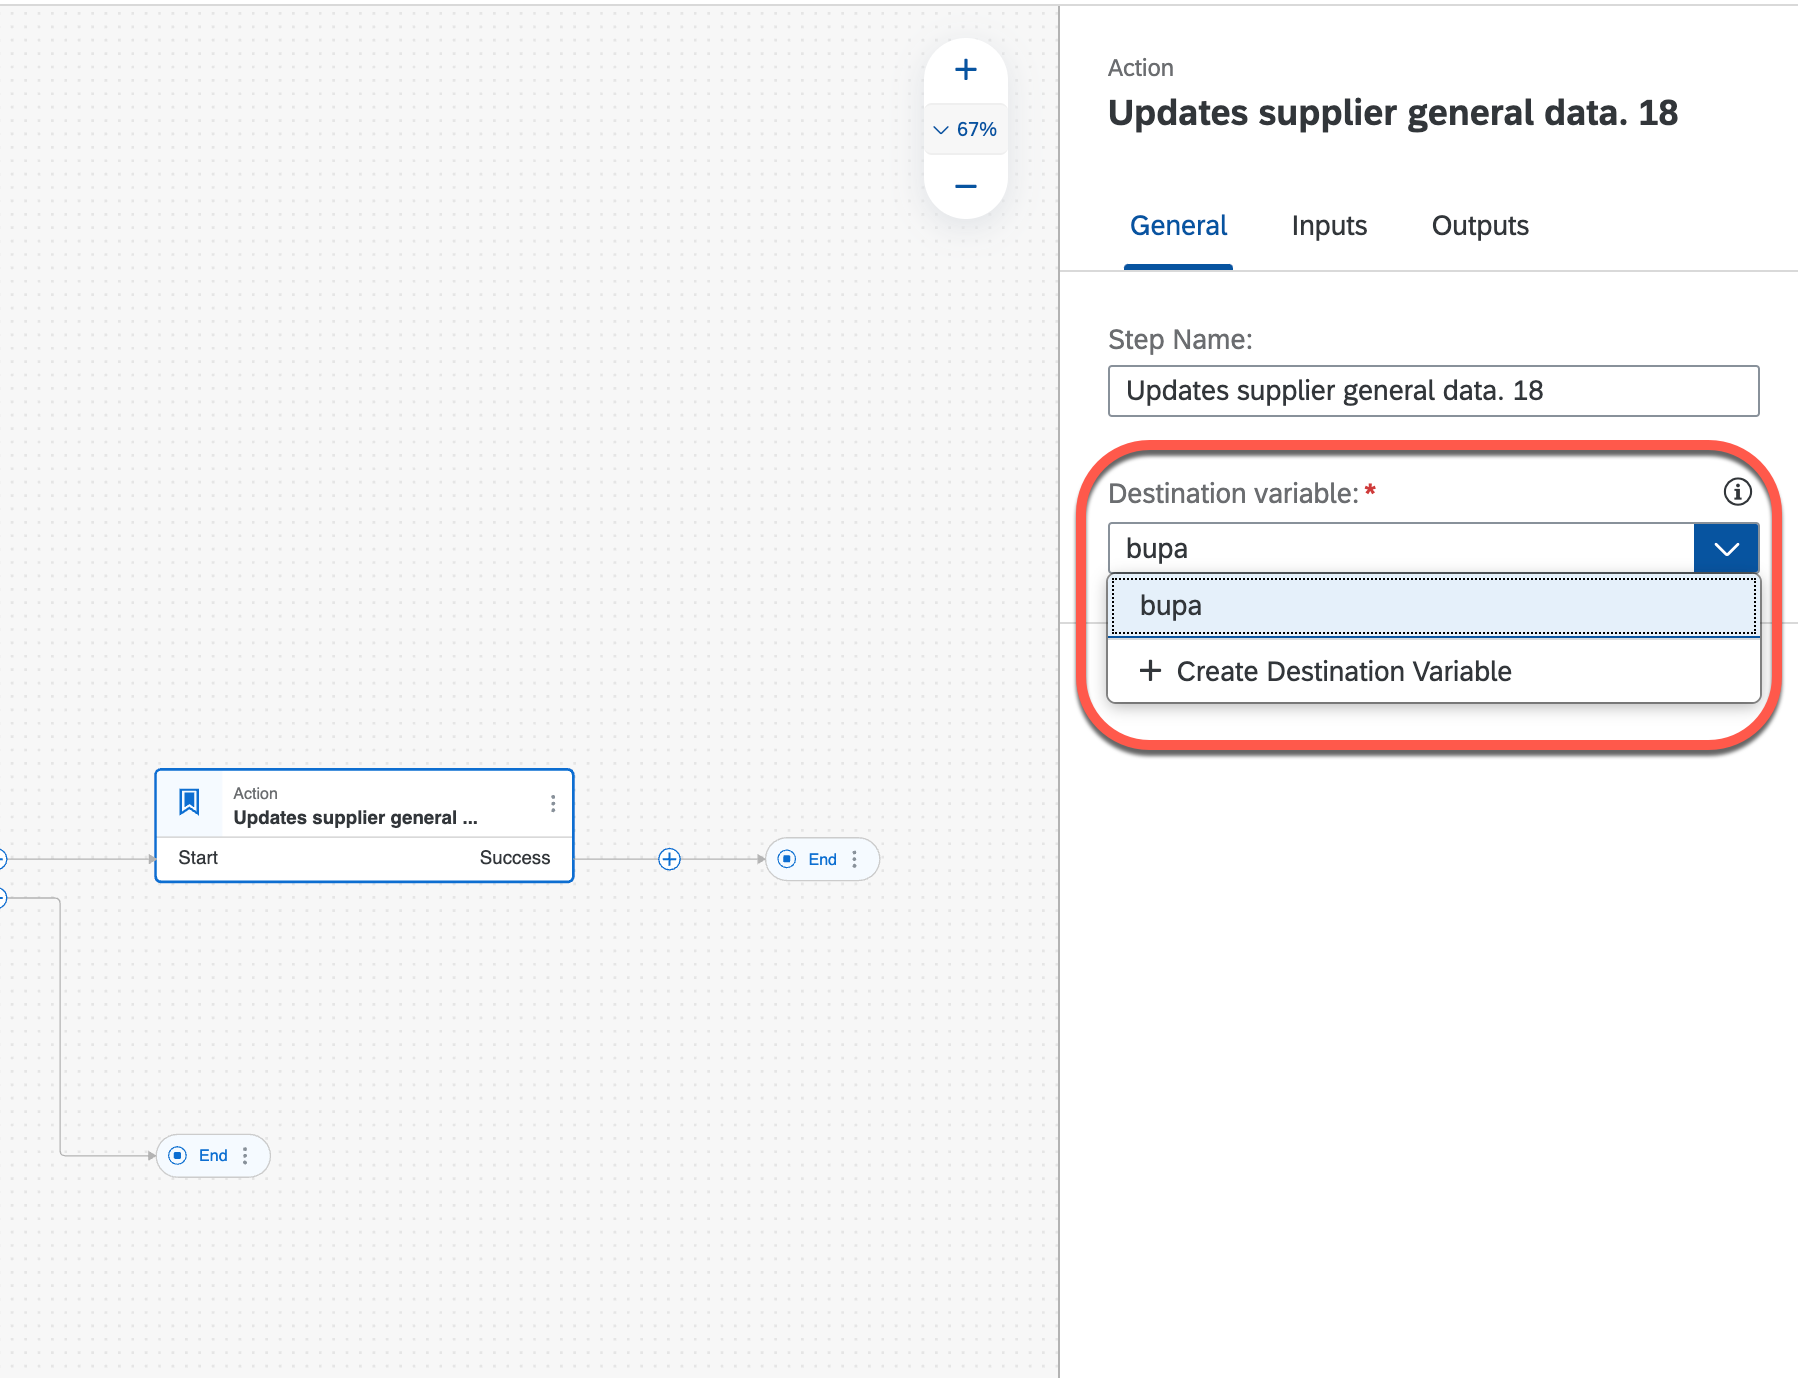 67%
Action
Updates supplier general ...
Start
Success
End
End
Action
Updates supplier general data. 18
General
Inputs
Outputs
Step Name:
Updates supplier general data. 18
Destination variable: *
bupa
bupa
+ Create Destination Variable